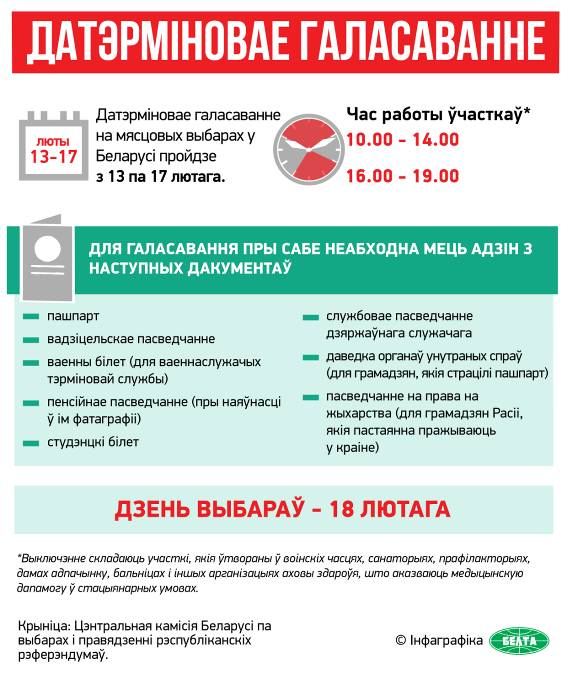 ДАТЭРМІНОВАЕ ГАЛАСАВАННЕ
люты
13-17
Датэрміновае галасаванне
на мясцовых выбарах у
Беларусі пройдзе
з 13 па 17 лютага.
Час работы ўчасткаў*
10.00 - 14.00
16.00 - 19.00
ДЛЯ ГАЛАСАВАННЯ ПРЫ САБЕ НЕАБХОДНА МЕЦЬ АДЗІН З
НАСТУПНЫХ ДАКУМЕНТАЎ
пашпарт
вадзіцельскае пасведчанне
ваенны білет (для ваеннаслужачых
тэрміновай службы)
пенсійнае пасведчанне (пры наяўнасці
ў ім фатаграфіі)
студэнцкі білет
службовае пасведчанне
дзяржаўнага служачага
даведка органаў унутраных спраў
(для грамадзян, якія страцілі пашпарт)
пасведчанне на права на
жыхарства (для грамадзян Расіі,
якія пастаянна пражываюць
у краіне)
ДЗЕНЬ ВЫБАРАЎ - 18 ЛЮТАГА
*Выключэнне складаюць участкі, якія ўтвараны ў воінскіх часцях, санаторыях, прафілакторыях,
дамах адпачынку, бальніцах і іншых арганізацыях аховы здароўя, што аказваюць медыцынскую
дапамогу ў стацыянарных умовах.
Крыніца: Цэнтральная камісія Беларусі па
выбарах і правядзенні рэспубліканскіх
рэферэндумаў.
© Інфаграфіка
БЕЛТА